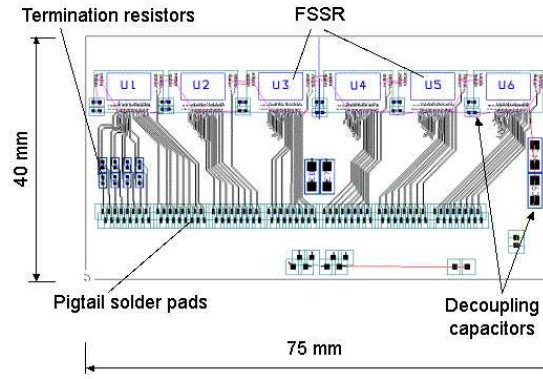 Termination resistors
FSSR
U1 U2 U3 U4 U5 U6
40 mm
Pigtail solder pads
Decoupling
capacitors
75 mm